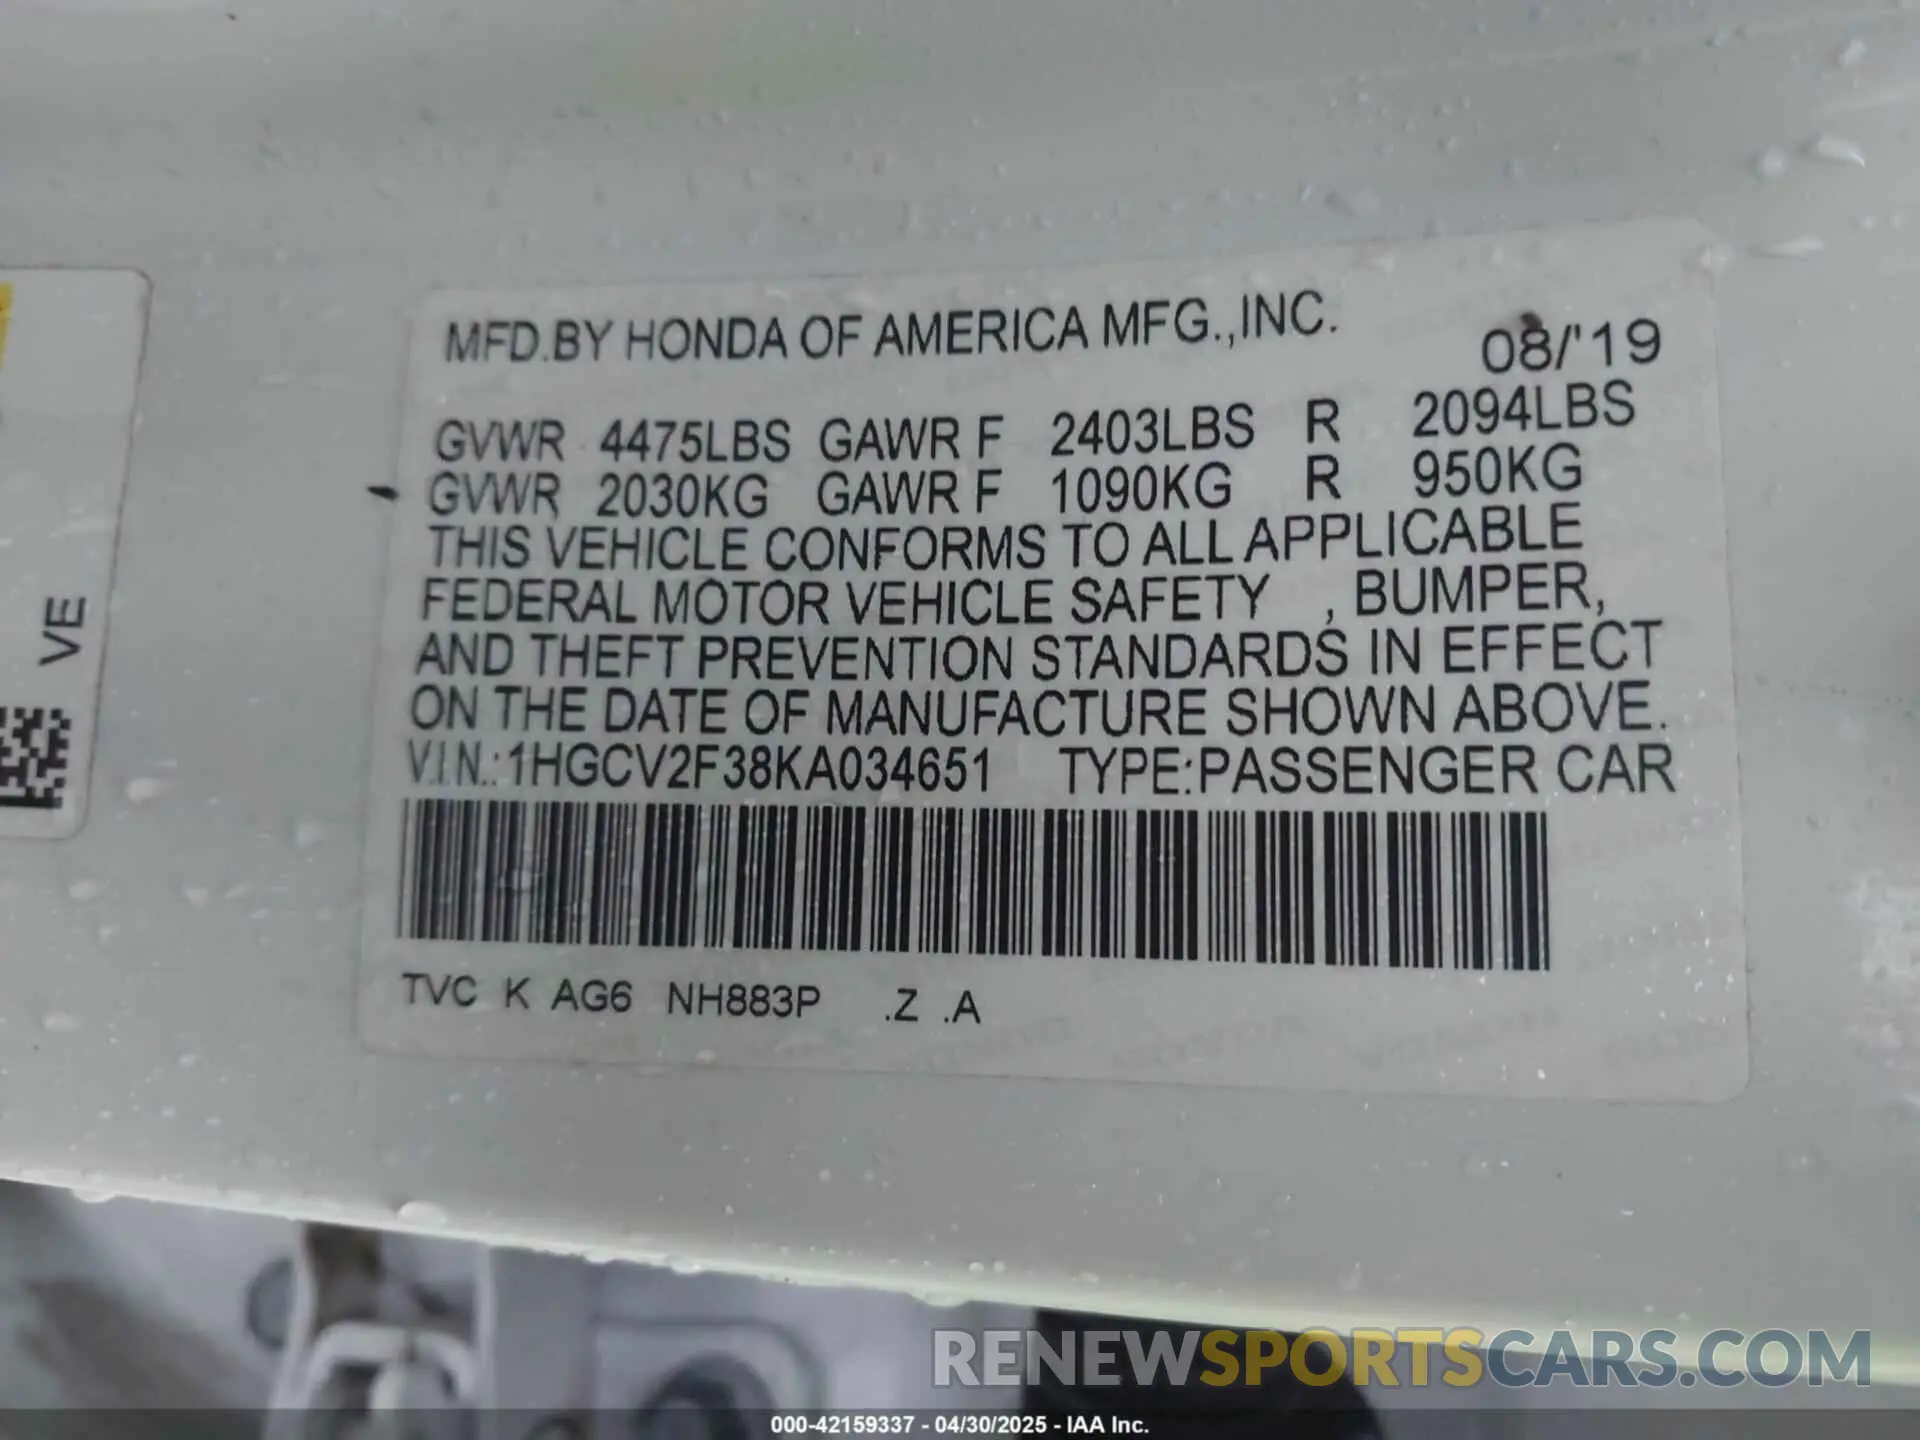 MFD.BY HONDA OF AMERICA MFG.,INC.
08/'19
GVWR 4475LBS GAWR F 2403LBS R 2094LBS
GVWR 2030KG GAWR F 1090KG R 950KG
THIS VEHICLE CONFORMS TO ALL APPLICABLE
FEDERAL MOTOR VEHICLE SAFETY , BUMPER,
AND THEFT PREVENTION STANDARDS IN EFFECT
ON THE DATE OF MANUFACTURE SHOWN ABOVE.
V.I.N.:1HGCV2F38KA034651 TYPE:PASSENGER CAR
TVC K AG6 NH883P .Z .A
VE
RENEWSPORTSCARS.COM
000-42159337 - 04/30/2025 - IAA Inc.